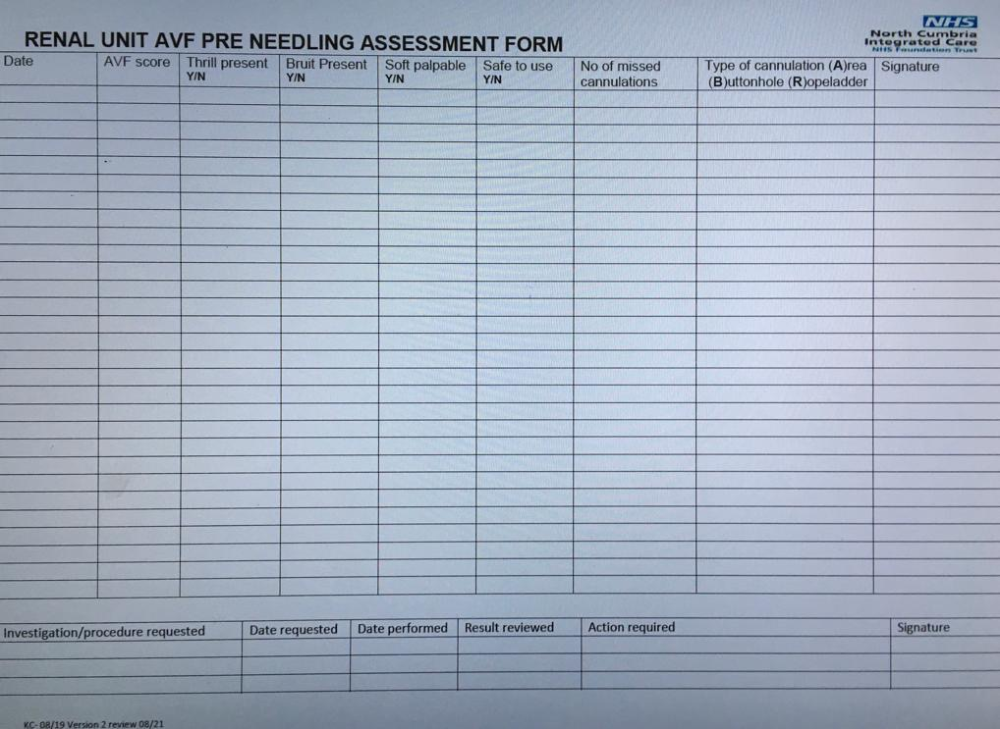 NHS
North Cumbria
Integrated Care
NHS Foundation Trust
RENAL UNIT AVF PRE NEEDLING ASSESSMENT FORM
Date
AVF score
Thrill present
Y/N
Bruit Present
Y/N
Soft palpable
Y/N
Safe to use
Y/N
No of missed
cannulations
Type of cannulation (A)rea
(B)uttonhole (R)opeladder
Signature
Investigation/procedure requested
Date requested
Date performed
Result reviewed
Action required
Signature
KC- 08/19 Version 2 review 08/21